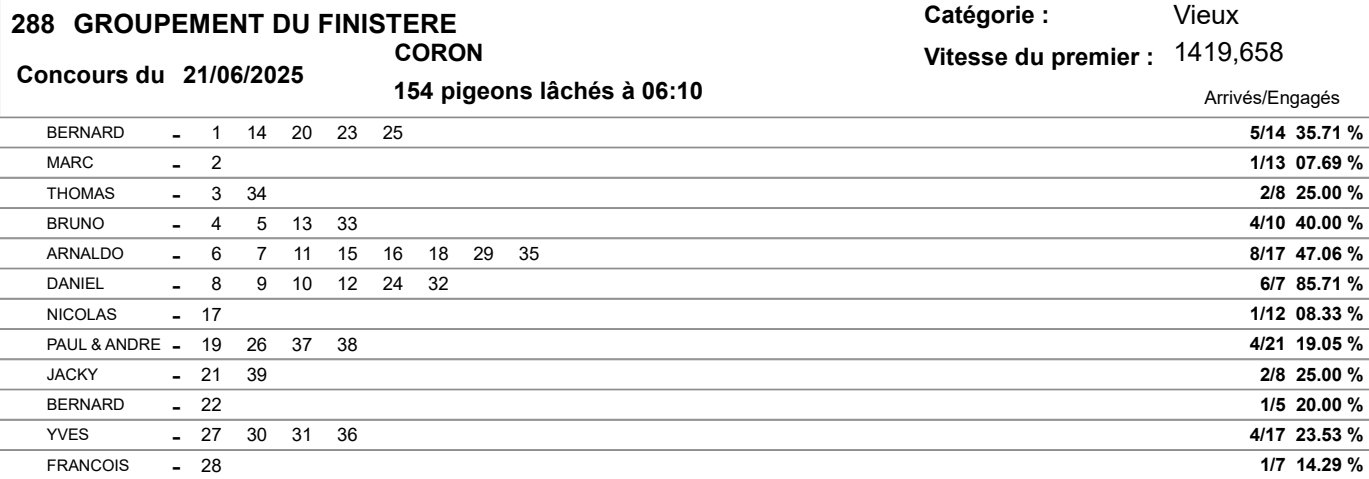 288 GROUPEMENT DU FINISTERE
Catégorie : Vieux
CORON
Vitesse du premier : 1419,658
Concours du 21/06/2025
154 pigeons lâchés à 06:10
Arrivés/Engagés
BERNARD - 1 14 20 23 25 5/14 35.71 %
MARC - 2 1/13 07.69 %
THOMAS - 3 34 2/8 25.00 %
BRUNO - 4 5 13 33 4/10 40.00 %
ARNALDO - 6 7 11 15 16 18 29 35 8/17 47.06 %
DANIEL - 8 9 10 12 24 32 6/7 85.71 %
NICOLAS - 17 1/12 08.33 %
PAUL & ANDRE - 19 26 37 38 4/21 19.05 %
JACKY - 21 39 2/8 25.00 %
BERNARD - 22 1/5 20.00 %
YVES - 27 30 31 36 4/17 23.53 %
FRANCOIS - 28 1/7 14.29 %